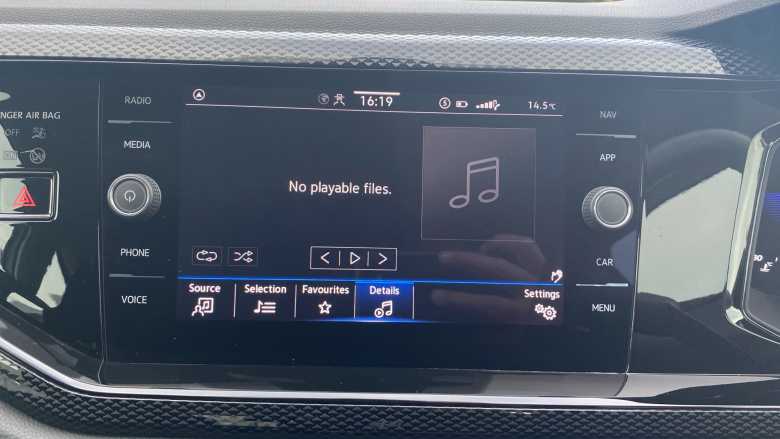 RADIO
MEDIA
PHONE
VOICE
NGER AIR BAG
OFF
ON
16:19
5
14.5°C
No playable files.
Source
Selection
Favourites
Details
Settings
NAV
APP
CAR
MENU